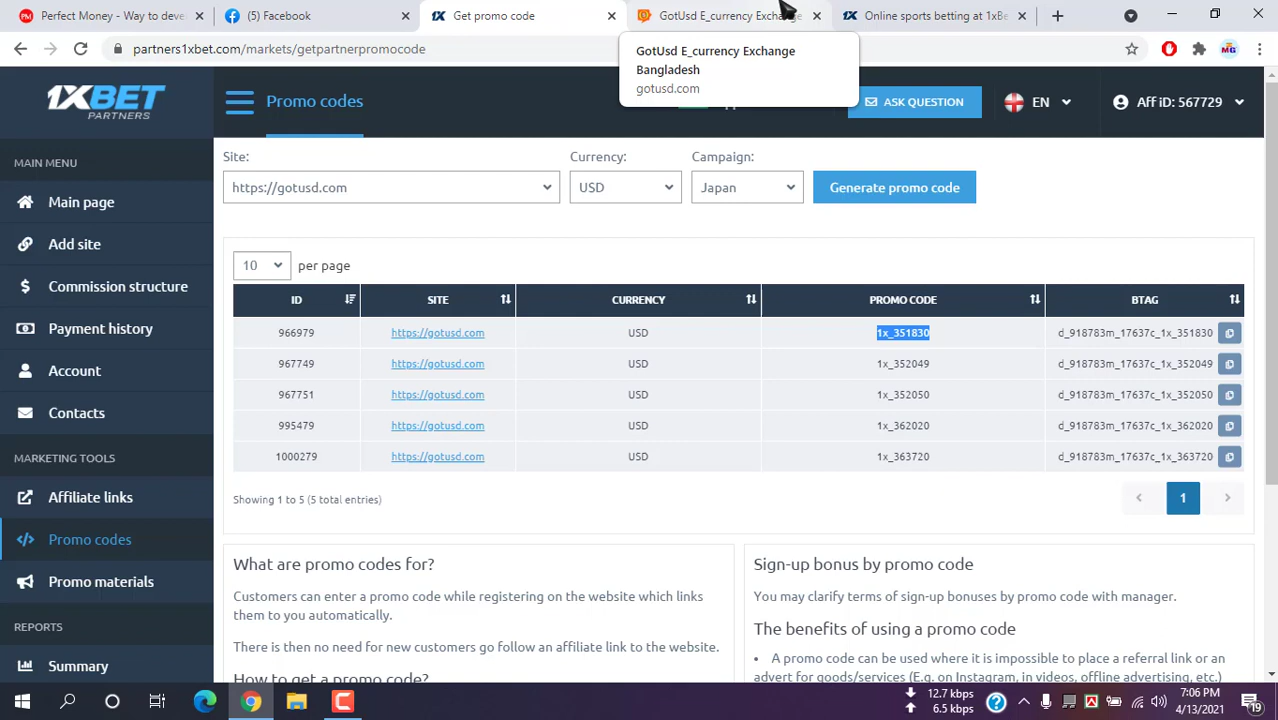 Perfect Money - Way to deve
(2) Facebook
Get promo code
GotUsd E_currency Exchange
Online sports betting at 1xBe
partners1xbet.com/markets/getpartnerpromocode
MG
GotUsd E_currency Exchange
Bangladesh
gotusd.com
1XBET
PARTNERS
Promo codes
ASK QUESTION
EN
Aff iD: 567729
MAIN MENU
Main page
Add site
Commission structure
Payment history
Account
Contacts
MARKETING TOOLS
Affiliate links
Promo codes
Promo materials
REPORTS
Summary
Site:
Currency:
Campaign:
https://gotusd.com
USD
Japan
Generate promo code
10
per page
ID SITE CURRENCY PROMO CODE BTAG
966979 https://gotusd.com USD 1x_351830 d_918783m_17637c_1x_351830
967749 https://gotusd.com USD 1x_352049 d_918783m_17637c_1x_352049
967751 https://gotusd.com USD 1x_352050 d_918783m_17637c_1x_352050
995479 https://gotusd.com USD 1x_362020 d_918783m_17637c_1x_362020
1000279 https://gotusd.com USD 1x_363720 d_918783m_17637c_1x_363720
Showing 1 to 5 (5 total entries)
1
What are promo codes for?
Customers can enter a promo code while registering on the website which links
them to you automatically.
There is then no need for new customers go follow an affiliate link to the website.
How to get a promo code?
Sign-up bonus by promo code
You may clarify terms of sign-up bonuses by promo code with manager.
The benefits of using a promo code
• A promo code can be used where it is impossible to place a referral link or an
advert for goods/services (E.g. on Instagram, in videos, offline advertising, etc.)
12.7 kbps
6.5 kbps
7:06 PM
4/13/2021
19